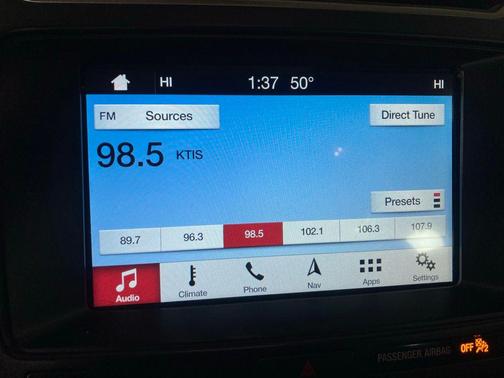 HI 1:37 50° HI
FM Sources Direct Tune
98.5 KTIS
Presets
89.7 96.3 98.5 102.1 106.3 107.9
Audio Climate Phone Nav Apps Settings
PASSENGER AIRBAG OFF 2